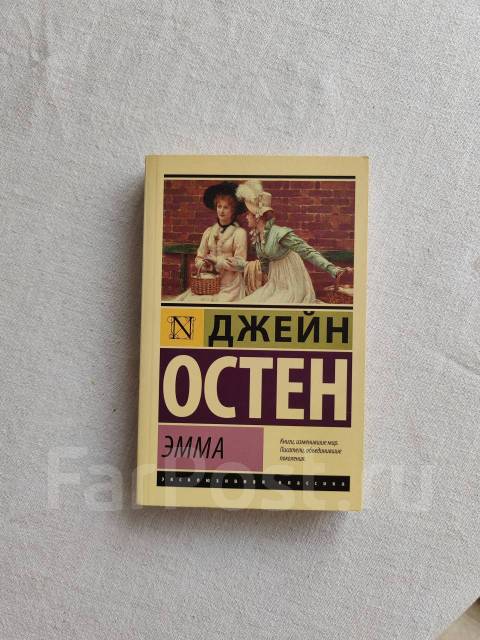 N
ДЖЕЙН
ОСТЕН
ЭММА
Книги, изменившие мир.
Писатели, объединившие
поколения.
ЭКСКЛЮЗИВНАЯ КЛАССИКА
FarPost.ru